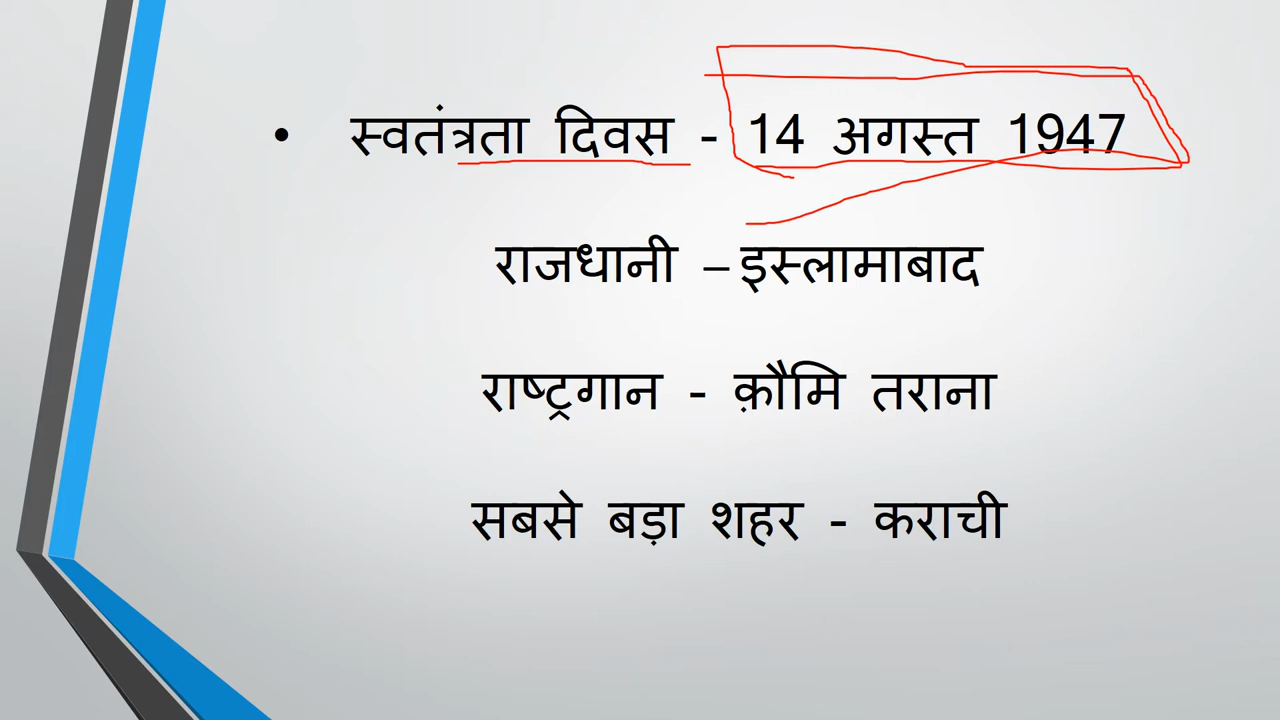 • स्वतंत्रता दिवस - 14 अगस्त 1947
राजधानी – इस्लामाबाद
राष्ट्रगान - क़ौमि तराना
सबसे बड़ा शहर - कराची